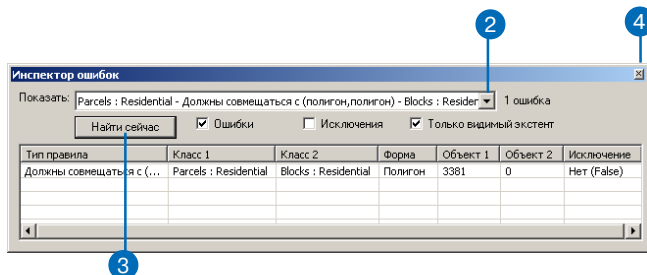 2
4
Инспектор ошибок
Показать: Parcels : Residential - Должны совмещаться с (полигон,полигон) - Blocks : Resider 1 ошибка
Найти сейчас Ошибки Исключения Только видимый экстент
Тип правила Класс 1 Класс 2 Форма Объект 1 Объект 2 Исключение
Должны совмещаться с (... Parcels : Residential Blocks : Residential Полигон 3381 0 Нет (False)
3